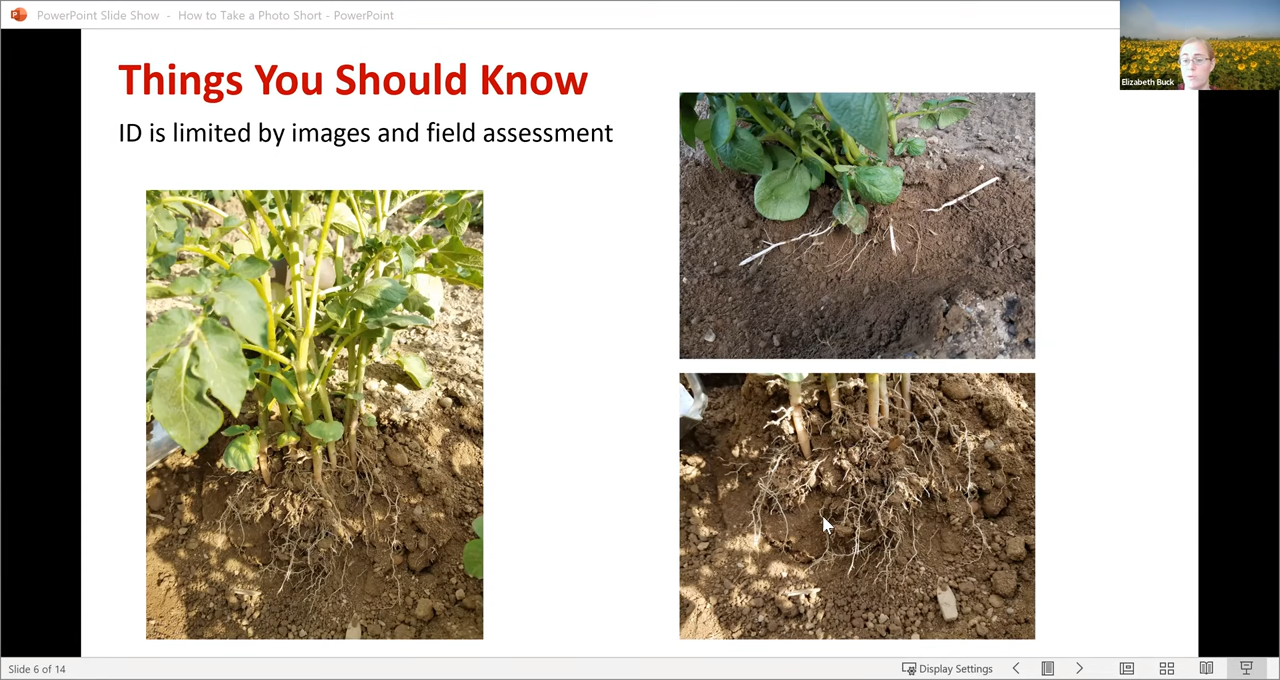 PowerPoint Slide Show - How to Take a Photo Short - PowerPoint
Elizabeth Buck
Things You Should Know
ID is limited by images and field assessment
Slide 6 of 14
Display Settings